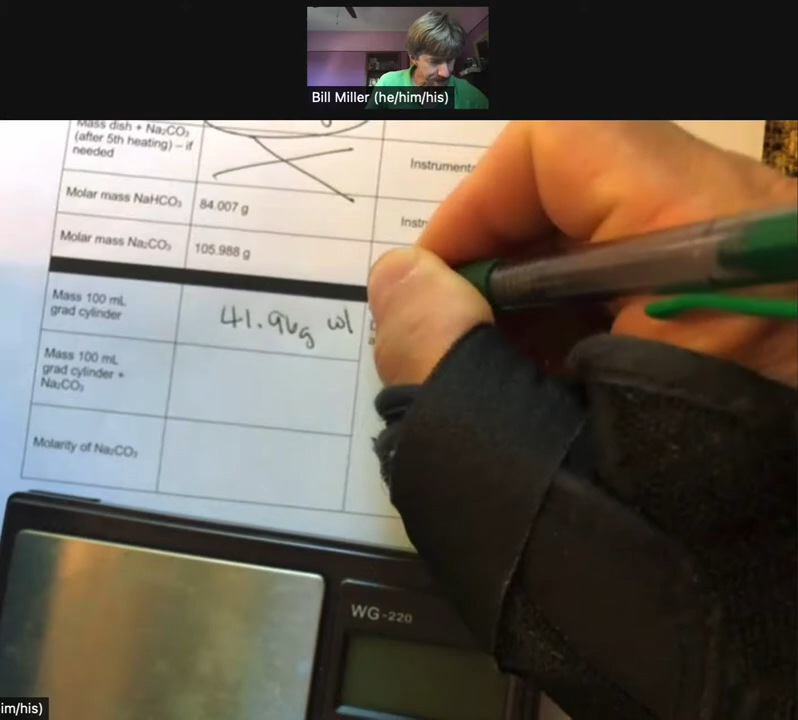 Bill Miller (he/him/his)
Mass dish + Na₂CO₃
(after 5th heating) – if
needed
Instrument
Molar mass NaHCO₃
84.007 g
Instr
Molar mass Na₂CO₃
105.988 g
Mass 100 mL
grad cylinder
41.96g w/
Mass 100 mL
grad cylinder +
Na₂CO₃
Molarity of Na₂CO₃
WG-220
im/his)